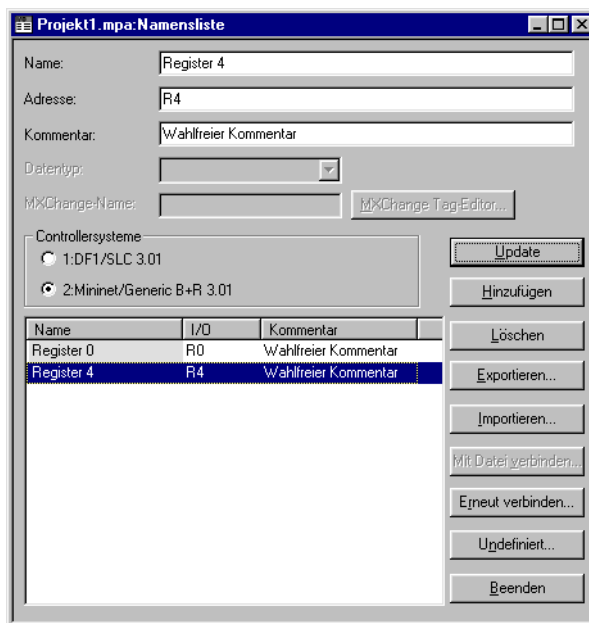 Projekt1.mpa:Namensliste
Name: Register 4
Adresse: R4
Kommentar: Wahlfreier Kommentar
Datentyp:
MXChange-Name: MXChange Tag-Editor...
Controllersysteme
1:DF1/SLC 3.01
2:Mininet/Generic B+R 3.01
Update
Hinzufügen
Name I/O Kommentar
Register 0 R0 Wahlfreier Kommentar
Register 4 R4 Wahlfreier Kommentar
Löschen
Exportieren...
Importieren...
Mit Datei verbinden...
Erneut verbinden...
Undefiniert...
Beenden